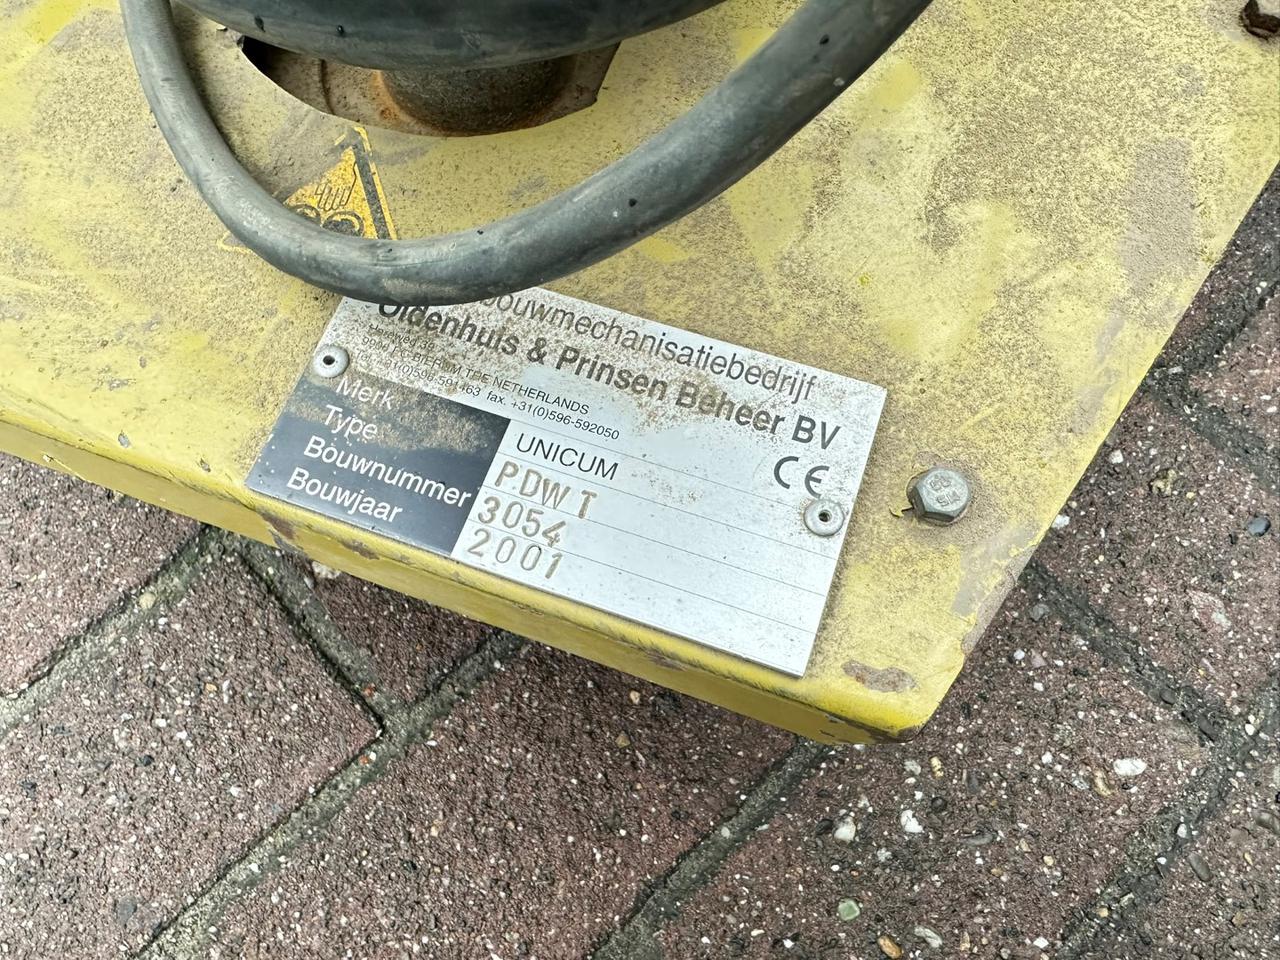 bouwmechanisatiebedrijf
Oldenhuis & Prinsen Beheer BV
THE NETHERLANDS
fax. +31(0)596-592050
CE
Merk UNICUM
Type PDWT
Bouwnummer 3054
Bouwjaar 2001